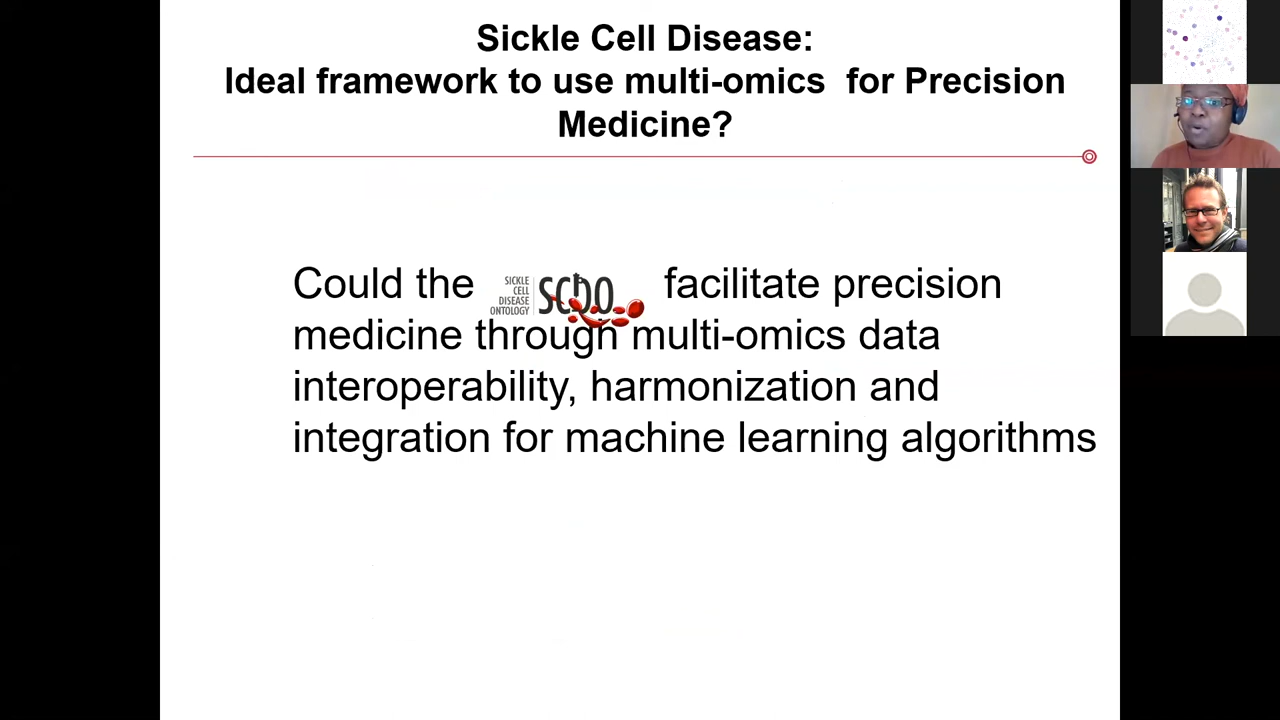 Sickle Cell Disease:
Ideal framework to use multi-omics for Precision
Medicine?
Could the SICKLE CELL DISEASE ONTOLOGY SCDO facilitate precision
medicine through multi-omics data
interoperability, harmonization and
integration for machine learning algorithms